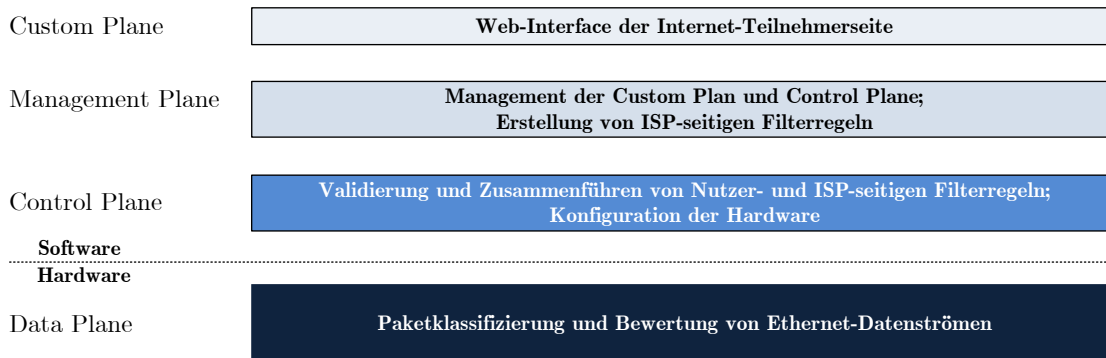 Custom Plane
Web-Interface der Internet-Teilnehmerseite
Management Plane
Management der Custom Plan und Control Plane;
Erstellung von ISP-seitigen Filterregeln
Control Plane
Validierung und Zusammenführen von Nutzer- und ISP-seitigen Filterregeln;
Konfiguration der Hardware
Software
Hardware
Data Plane
Paketklassifizierung und Bewertung von Ethernet-Datenströmen